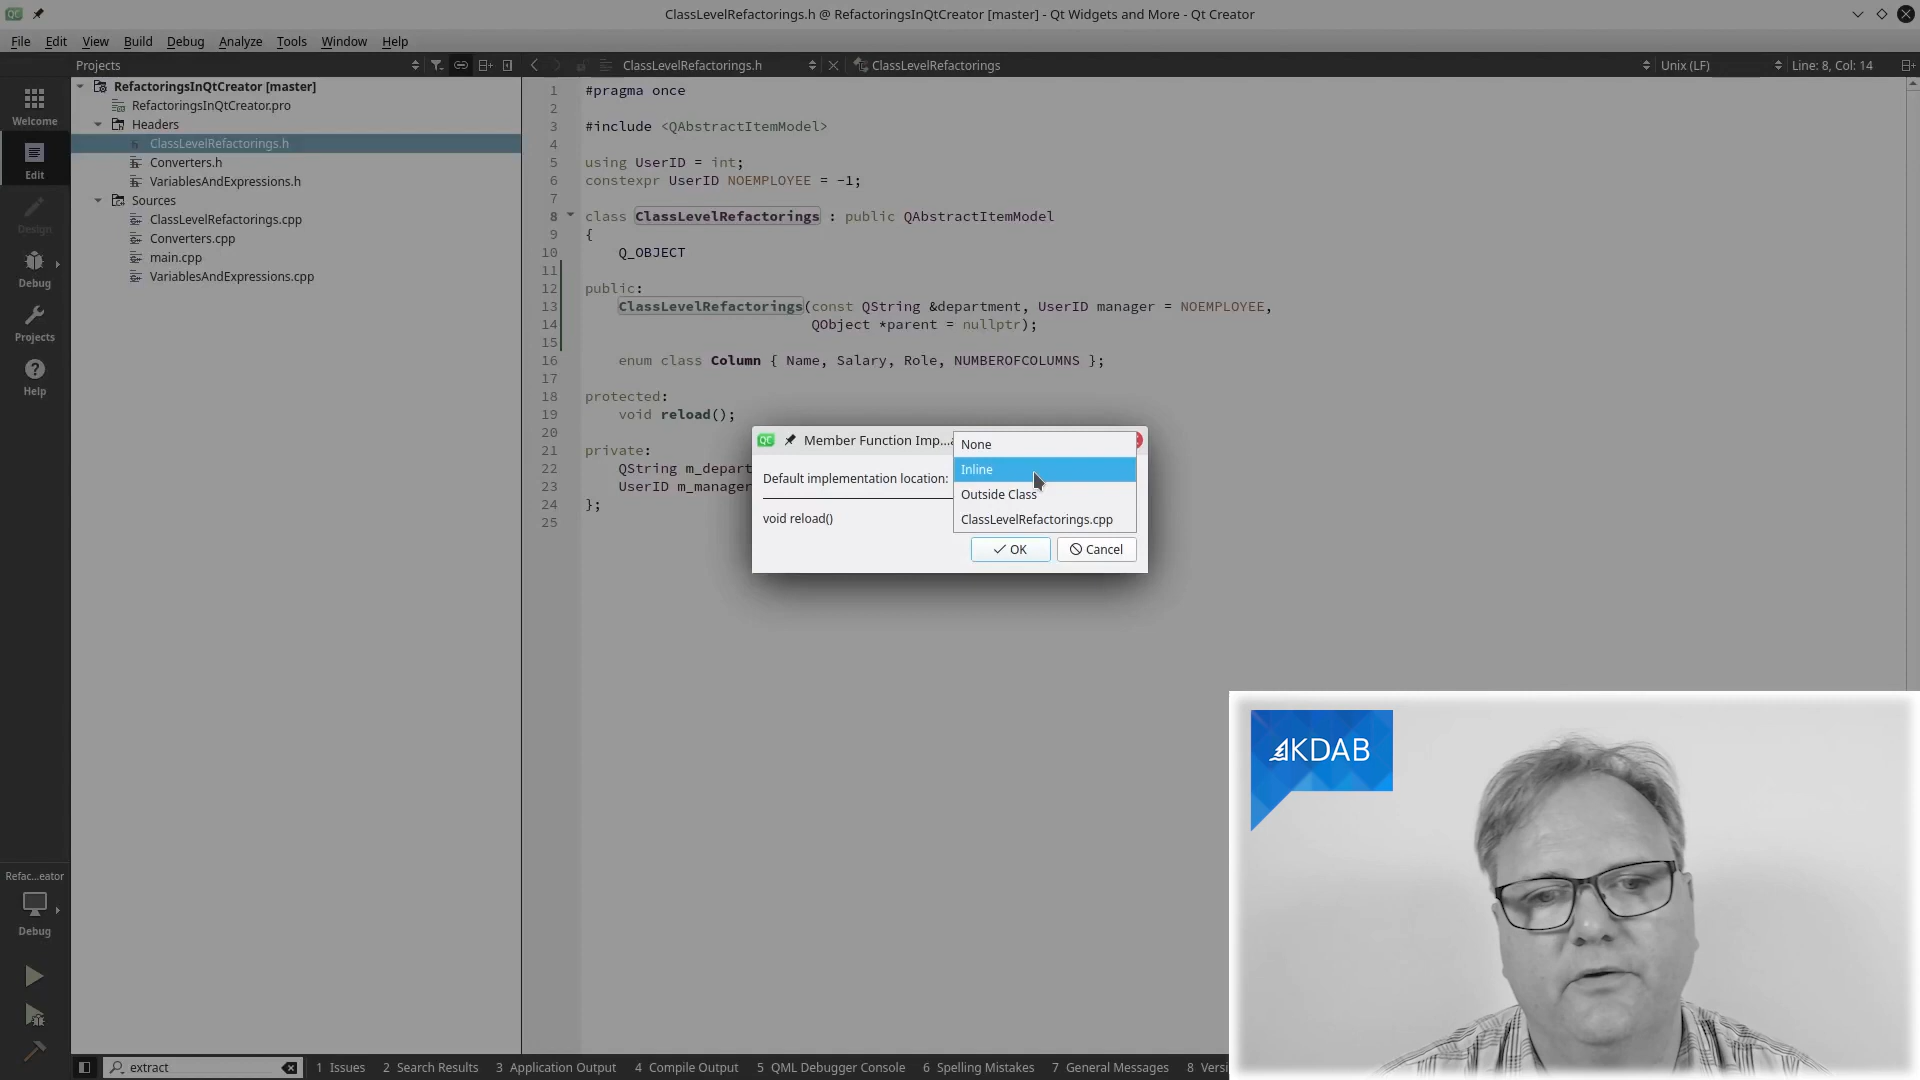 ClassLevelRefactorings.h @ RefactoringsInQtCreator [master] - Qt Widgets and More - Qt Creator
File Edit View Build Debug Analyze Tools Window Help
Projects ClassLevelRefactorings.h ClassLevelRefactorings Unix (LF) Line: 8, Col: 14
Welcome
Edit
Design
Debug
Projects
Help
RefactoringsInQtCreator [master]
RefactoringsInQtCreator.pro
Headers
ClassLevelRefactorings.h
Converters.h
VariablesAndExpressions.h
Sources
ClassLevelRefactorings.cpp
Converters.cpp
main.cpp
VariablesAndExpressions.cpp
1 #pragma once
2
3 #include <QAbstractItemModel>
4
5 using UserID = int;
6 constexpr UserID NOEMPLOYEE = -1;
7
8 class ClassLevelRefactorings : public QAbstractItemModel
9 {
10 Q_OBJECT
11
12 public:
13 ClassLevelRefactorings(const QString &department, UserID manager = NOEMPLOYEE,
14 QObject *parent = nullptr);
15
16 enum class Column { Name, Salary, Role, NUMBEROFCOLUMNS };
17
18 protected:
19 void reload();
20
21 private:
22 QString m_depart
23 UserID m_manager
24 };
25
QC Member Function Imp...
Default implementation location:
void reload()
None
Inline
Outside Class
ClassLevelRefactorings.cpp
OK Cancel
KDAB
Refac...eator
Debug
extract 1 Issues 2 Search Results 3 Application Output 4 Compile Output 5 QML Debugger Console 6 Spelling Mistakes 7 General Messages 8 Versi